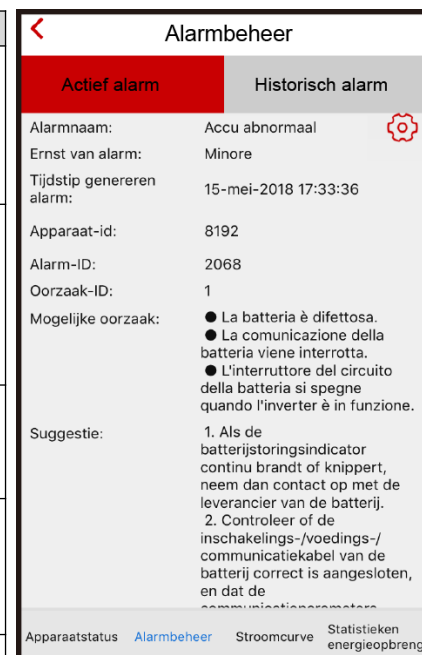 Alarmbeheer
Actief alarm
Historisch alarm
Alarmnaam: Accu abnormaal
Ernst van alarm: Minore
Tijdstip genereren
alarm: 15-mei-2018 17:33:36
Apparaat-id: 8192
Alarm-ID: 2068
Oorzaak-ID: 1
Mogelijke oorzaak: ● La batteria è difettosa.
● La comunicazione della
batteria viene interrotta.
● L'interruttore del circuito
della batteria si spegne
quando l'inverter è in funzione.
Suggestie: 1. Als de
batterijstoringsindicator
continu brandt of knippert,
neem dan contact op met de
leverancier van de batterij.
2. Controleer of de
inschakelings-/voedings-/
communicatiekabel van de
batterij correct is aangesloten,
en dat de
Apparaatstatus
Alarmbeheer
Stroomcurve
Statistieken
energieopbreng